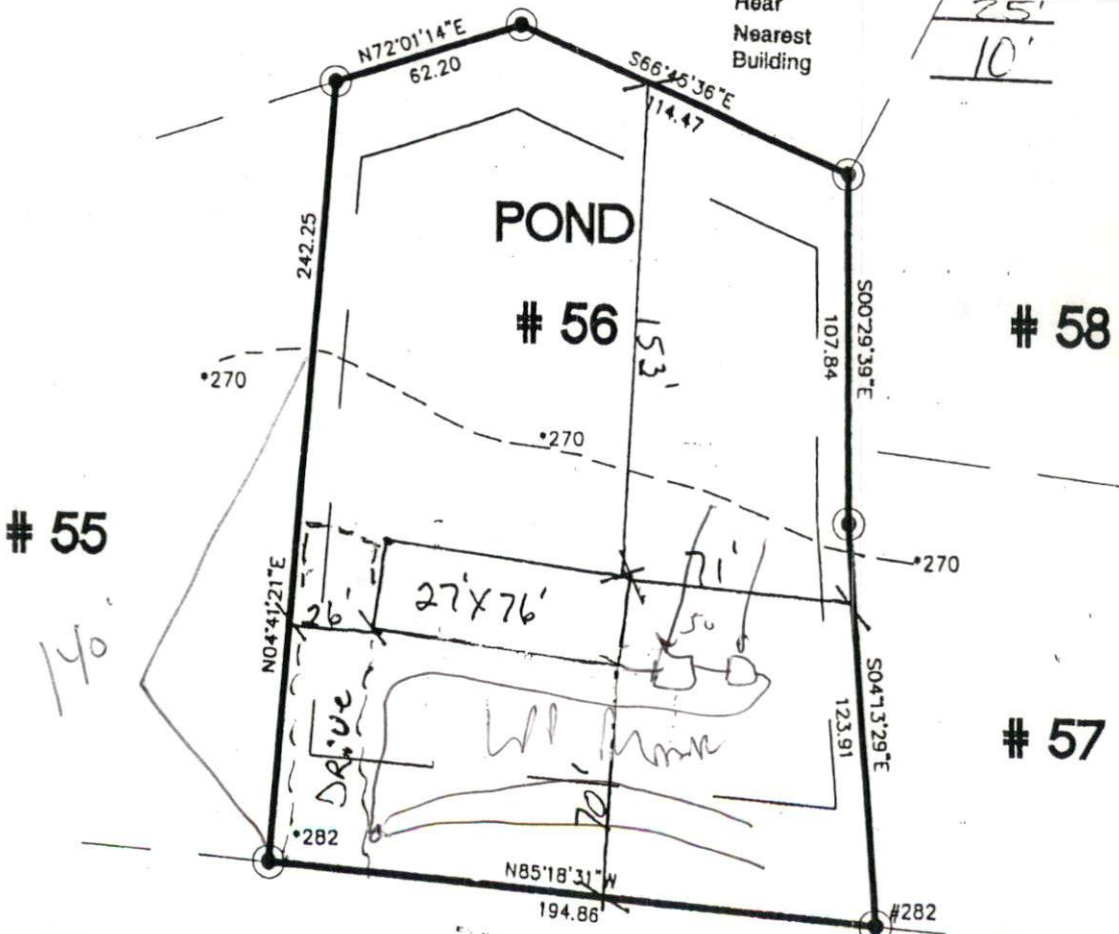 Rear
25'
Nearest
Building
10'
N72°01'14"E
62.20
S66°45'36"E
114.47
242.25
POND
# 56
153'
S00°29'39"E
107.84
# 58
•270
•270
•270
# 55
140'
N04°41'21"E
26'
27'X76'
71'
50
DRIVE
S04°13'29"E
123.91
# 57
70'
•282
N85°18'31"W
194.86
#282